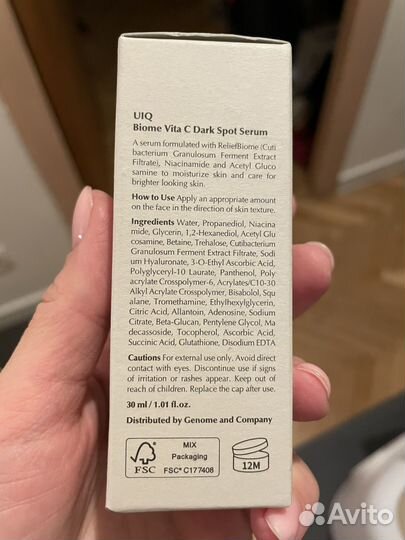 UIQ
Biome Vita C Dark Spot Serum
A serum formulated with ReliefBiome (Cuti
bacterium Granulosum Ferment Extract
Filtrate), Niacinamide and Acetyl Gluco
samine to moisturize skin and care for
brighter looking skin.
How to Use Apply an appropriate amount
on the face in the direction of skin texture.
Ingredients Water, Propanediol, Niacina
mide, Glycerin, 1,2-Hexanediol, Acetyl Glu
cosamine, Betaine, Trehalose, Cutibacterium
Granulosum Ferment Extract Filtrate, Sodi
um Hyaluronate, 3-O-Ethyl Ascorbic Acid,
Polyglyceryl-10 Laurate, Panthenol, Poly
acrylate Crosspolymer-6, Acrylates/C10-30
Alkyl Acrylate Crosspolymer, Bisabolol, Squ
alane, Tromethamine, Ethylhexylglycerin,
Citric Acid, Allantoin, Adenosine, Sodium
Citrate, Beta-Glucan, Pentylene Glycol, Ma
decassoside, Tocopherol, Ascorbic Acid,
Succinic Acid, Glutathione, Disodium EDTA
Cautions For external use only. Avoid direct
contact with eyes. Discontinue use if signs
of irritation or rashes appear. Keep out of
reach of children. Replace the cap after use.
30 ml / 1.01 fl.oz.
Distributed by Genome and Company
FSC
MIX
Packaging
FSC® C177408
12M
Avito